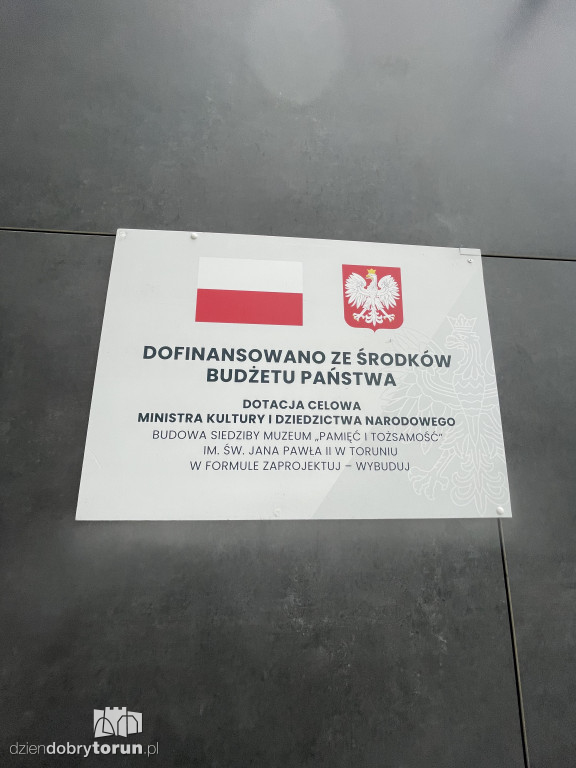 DOFINANSOWANO ZE ŚRODKÓW
BUDŻETU PAŃSTWA
DOTACJA CELOWA
MINISTRA KULTURY I DZIEDZICTWA NARODOWEGO
BUDOWA SIEDZIBY MUZEUM „PAMIĘĆ I TOŻSAMOŚĆ”
IM. ŚW. JANA PAWŁA II W TORUNIU
W FORMULE ZAPROJEKTUJ – WYBUDUJ
dziendobrytorun.pl